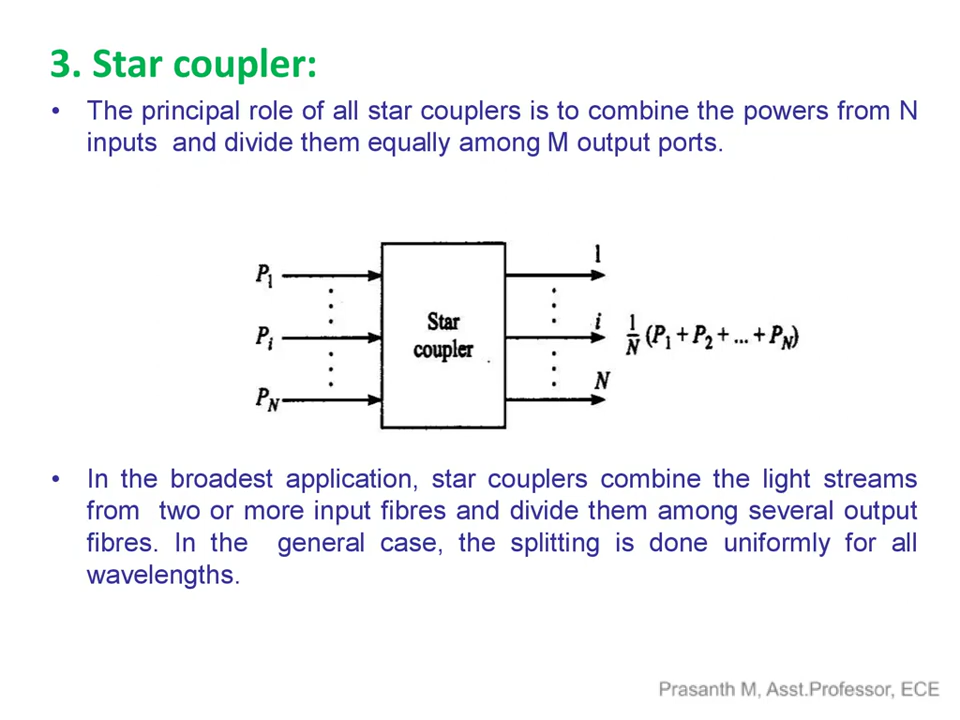 3. Star coupler:
• The principal role of all star couplers is to combine the powers from N
inputs and divide them equally among M output ports.
P1
1
Pi
Star
coupler
i
1/N (P1 + P2 + ... + PN)
PN
N
• In the broadest application, star couplers combine the light streams
from two or more input fibres and divide them among several output
fibres. In the general case, the splitting is done uniformly for all
wavelengths.
Prasanth M, Asst.Professor, ECE